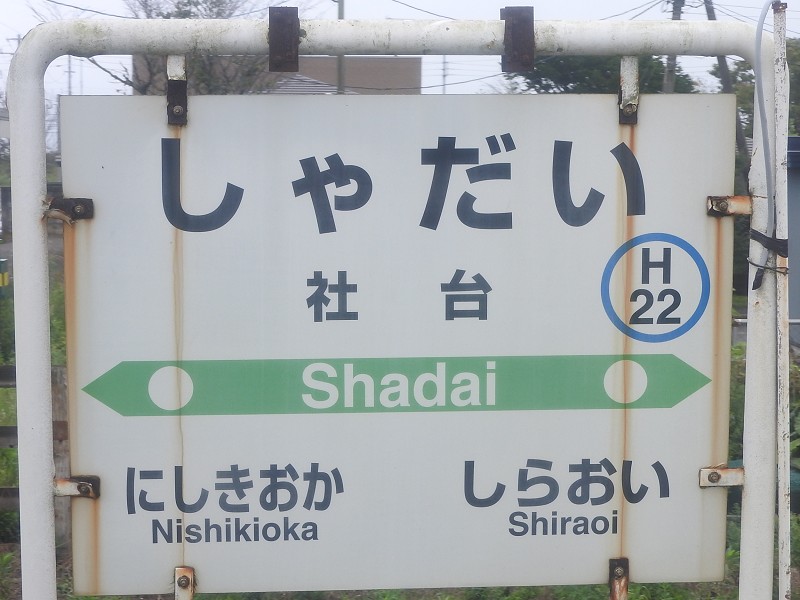 しゃだい
社台
H
22
Shadai
にしきおか
Nishikioka
しらおい
Shiraoi